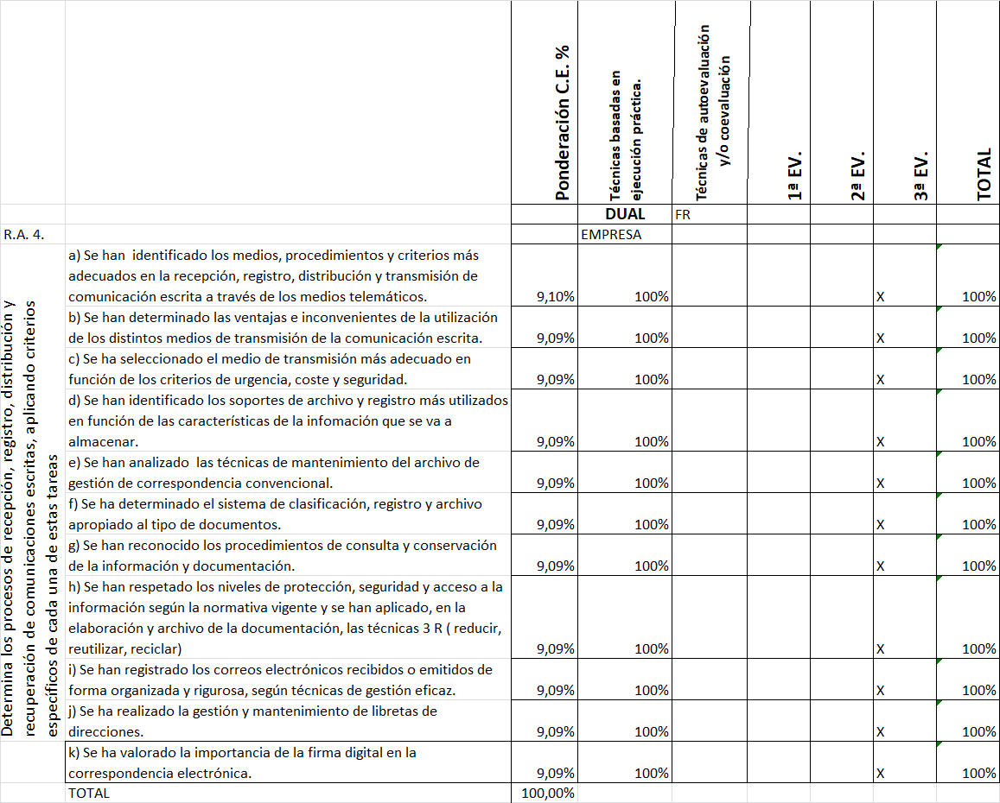 Ponderación C.E. %
Técnicas basadas en
ejecución práctica.
Técnicas de autoevaluación
y/o coevaluación
1ª EV.
2ª EV.
3ª EV.
TOTAL
DUAL FR
R.A. 4. EMPRESA
Determina los procesos de recepción, registro, distribución y
recuperación de comunicaciones escritas, aplicando criterios
específicos de cada una de estas tareas
a) Se han  identificado los medios, procedimientos y criterios más
adecuados en la recepción, registro, distribución y transmisión de
comunicación escrita a través de los medios telemáticos. 9,10% 100% X 100%
b) Se han determinado las ventajas e inconvenientes de la utilización
de los distintos medios de transmisión de la comunicación escrita. 9,09% 100% X 100%
c) Se ha seleccionado el medio de transmisión más adecuado en
función de los criterios de urgencia, coste y seguridad. 9,09% 100% X 100%
d) Se han identificado los soportes de archivo y registro más utilizados
en función de las características de la infomación que se va a
almacenar. 9,09% 100% X 100%
e) Se han analizado  las técnicas de mantenimiento del archivo de
gestión de correspondencia convencional. 9,09% 100% X 100%
f) Se ha determinado el sistema de clasificación, registro y archivo
apropiado al tipo de documentos. 9,09% 100% X 100%
g) Se han reconocido los procedimientos de consulta y conservación
de la información y documentación. 9,09% 100% X 100%
h) Se han respetado los niveles de protección, seguridad y acceso a la
información según la normativa vigente y se han aplicado, en la
elaboración y archivo de la documentación, las técnicas 3 R ( reducir,
reutilizar, reciclar) 9,09% 100% X 100%
i) Se han registrado los correos electrónicos recibidos o emitidos de
forma organizada y rigurosa, según técnicas de gestión eficaz. 9,09% 100% X 100%
j) Se ha realizado la gestión y mantenimiento de libretas de
direcciones. 9,09% 100% X 100%
k) Se ha valorado la importancia de la firma digital en la
correspondencia electrónica. 9,09% 100% X 100%
TOTAL 100,00%